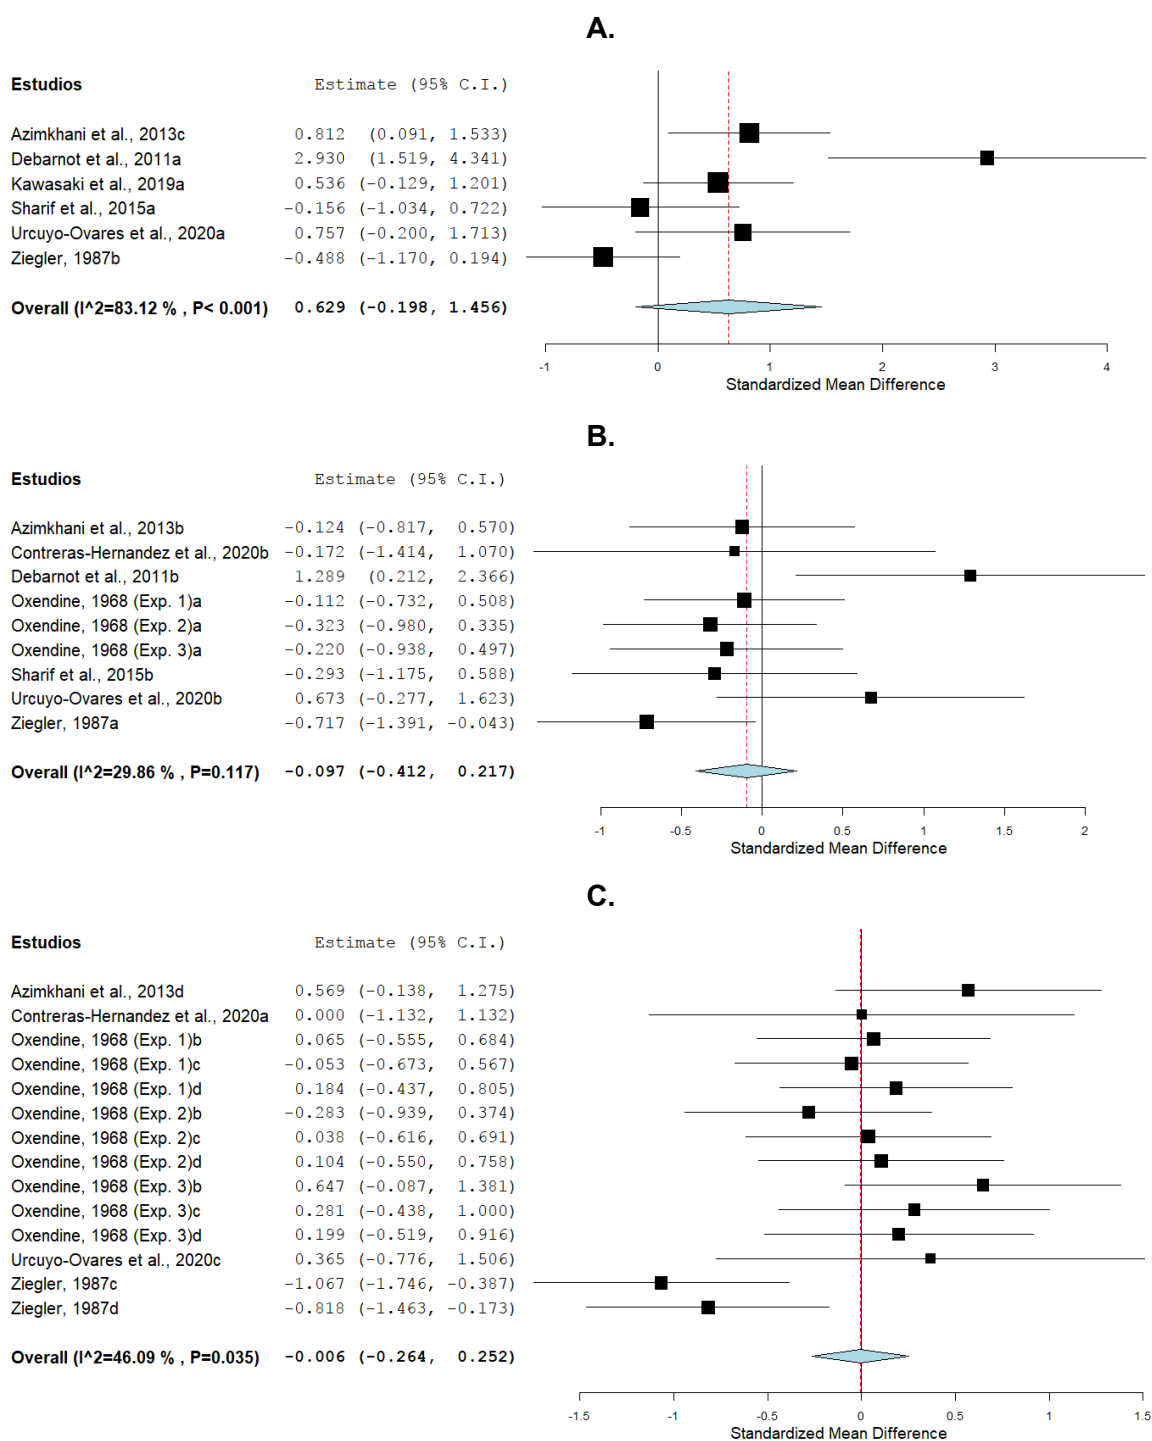 A.
Estudios Estimate (95% C.I.)
Azimkhani et al., 2013c 0.812 (0.091, 1.533)
Debarnot et al., 2011a 2.930 (1.519, 4.341)
Kawasaki et al., 2019a 0.536 (-0.129, 1.201)
Sharif et al., 2015a -0.156 (-1.034, 0.722)
Urcuyo-Ovares et al., 2020a 0.757 (-0.200, 1.713)
Ziegler, 1987b -0.488 (-1.170, 0.194)
Overall (I^2=83.12 % , P< 0.001) 0.629 (-0.198, 1.456)
-1 0 1 2 3 4
Standardized Mean Difference
B.
Estudios Estimate (95% C.I.)
Azimkhani et al., 2013b -0.124 (-0.817, 0.570)
Contreras-Hernandez et al., 2020b -0.172 (-1.414, 1.070)
Debarnot et al., 2011b 1.289 (0.212, 2.366)
Oxendine, 1968 (Exp. 1)a -0.112 (-0.732, 0.508)
Oxendine, 1968 (Exp. 2)a -0.323 (-0.980, 0.335)
Oxendine, 1968 (Exp. 3)a -0.220 (-0.938, 0.497)
Sharif et al., 2015b -0.293 (-1.175, 0.588)
Urcuyo-Ovares et al., 2020b 0.673 (-0.277, 1.623)
Ziegler, 1987a -0.717 (-1.391, -0.043)
Overall (I^2=29.86 % , P=0.117) -0.097 (-0.412, 0.217)
-1 -0.5 0 0.5 1 1.5 2
Standardized Mean Difference
C.
Estudios Estimate (95% C.I.)
Azimkhani et al., 2013d 0.569 (-0.138, 1.275)
Contreras-Hernandez et al., 2020a 0.000 (-1.132, 1.132)
Oxendine, 1968 (Exp. 1)b 0.065 (-0.555, 0.684)
Oxendine, 1968 (Exp. 1)c -0.053 (-0.673, 0.567)
Oxendine, 1968 (Exp. 1)d 0.184 (-0.437, 0.805)
Oxendine, 1968 (Exp. 2)b -0.283 (-0.939, 0.374)
Oxendine, 1968 (Exp. 2)c 0.038 (-0.616, 0.691)
Oxendine, 1968 (Exp. 2)d 0.104 (-0.550, 0.758)
Oxendine, 1968 (Exp. 3)b 0.647 (-0.087, 1.381)
Oxendine, 1968 (Exp. 3)c 0.281 (-0.438, 1.000)
Oxendine, 1968 (Exp. 3)d 0.199 (-0.519, 0.916)
Urcuyo-Ovares et al., 2020c 0.365 (-0.776, 1.506)
Ziegler, 1987c -1.067 (-1.746, -0.387)
Ziegler, 1987d -0.818 (-1.463, -0.173)
Overall (I^2=46.09 % , P=0.035) -0.006 (-0.264, 0.252)
-1.5 -1 -0.5 0 0.5 1 1.5
Standardized Mean Difference